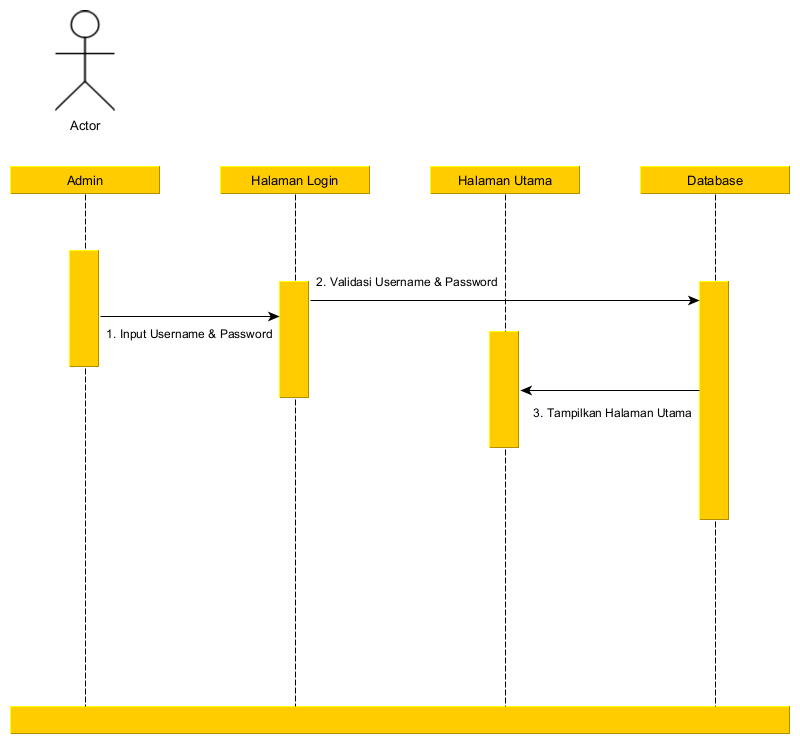 Actor
Admin
Halaman Login
Halaman Utama
Database
2. Validasi Username & Password
1. Input Username & Password
3. Tampilkan Halaman Utama